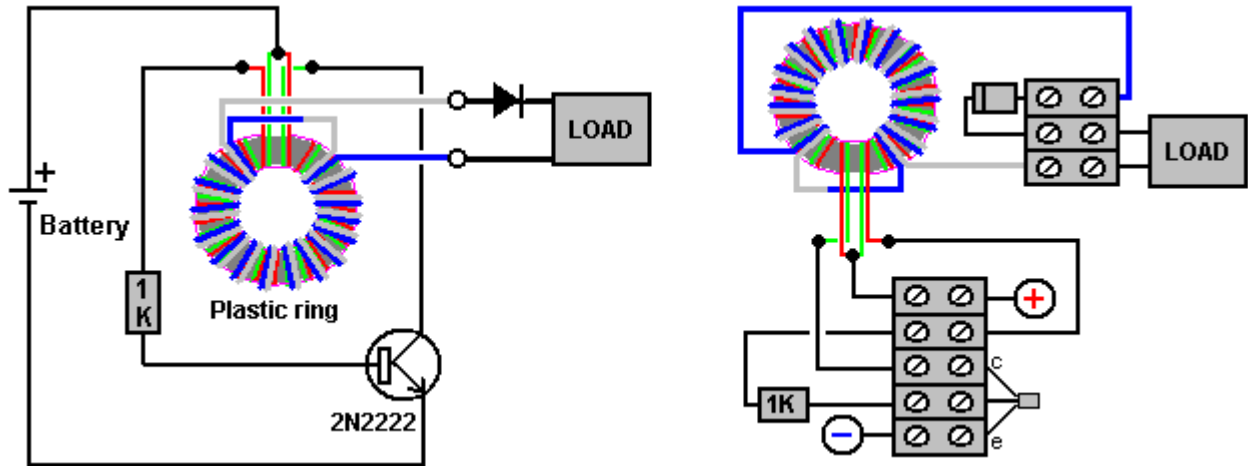 +
Battery
1
K
Plastic ring
2N2222
LOAD
LOAD
+
c
1K
−
e